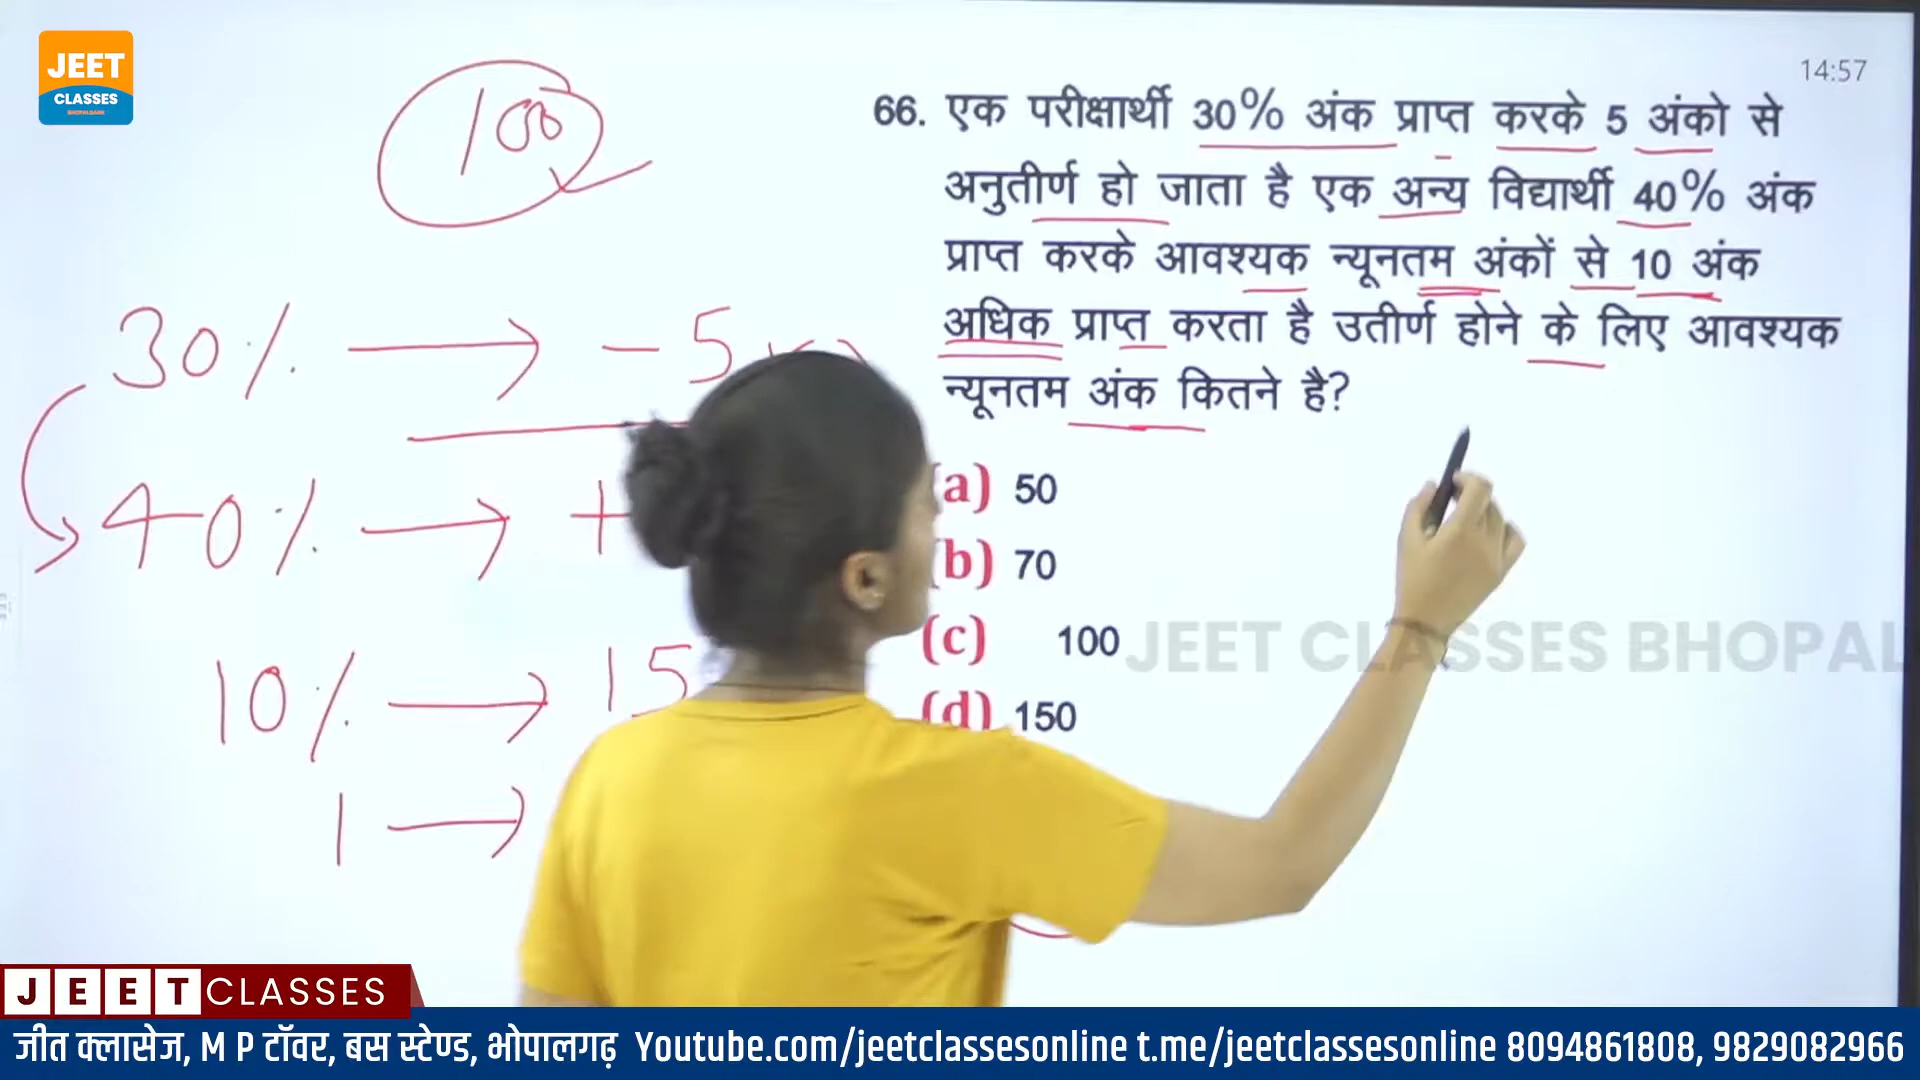 JEET
CLASSES
14:57
100
66. एक परीक्षार्थी 30% अंक प्राप्त करके 5 अंको से
अनुतीर्ण हो जाता है एक अन्य विद्यार्थी 40% अंक
प्राप्त करके आवश्यक न्यूनतम अंकों से 10 अंक
अधिक प्राप्त करता है उतीर्ण होने के लिए आवश्यक
न्यूनतम अंक कितने है?
(a) 50
(b) 70
(c) 100
(d) 150
30% → - 5
40% → +
10% → 15
1 →
JEET CLASSES BHOPAL
JEET CLASSES
जीत क्लासेज, M P टॉवर, बस स्टेण्ड, भोपालगढ़ Youtube.com/jeetclassesonline t.me/jeetclassesonline 8094861808, 9829082966